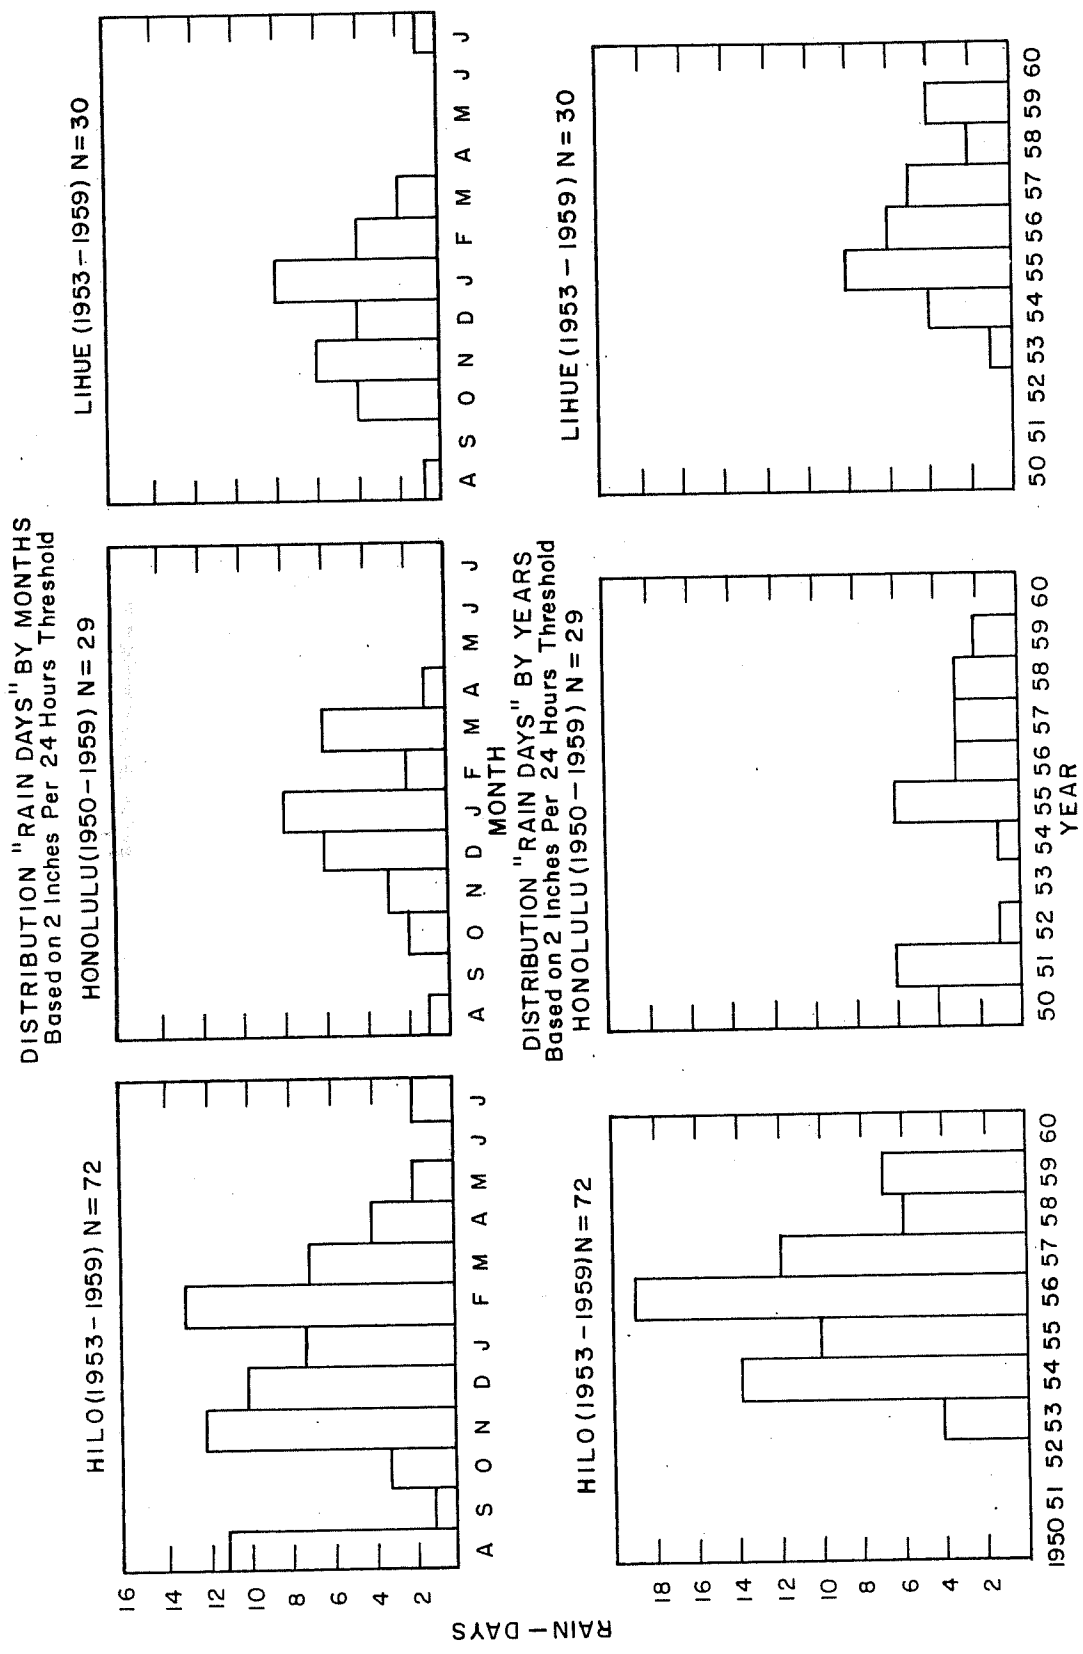 DISTRIBUTION "RAIN DAYS" BY MONTHS
Based on 2 Inches Per 24 Hours Threshold
HILO (1953-1959) N = 72
HONOLULU (1950-1959) N = 29
LIHUE (1953-1959) N = 30
RAIN-DAYS
16
14
12
10
8
6
4
2
A S O N D J F M A M J J
A S O N D J F M A M J J
A S O N D J F M A M J J
MONTH
DISTRIBUTION "RAIN DAYS" BY YEARS
Based on 2 Inches Per 24 Hours Threshold
HILO (1953-1959) N = 72
HONOLULU (1950-1959) N = 29
LIHUE (1953-1959) N = 30
18
16
14
12
10
8
6
4
2
1950 51 52 53 54 55 56 57 58 59 60
50 51 52 53 54 55 56 57 58 59 60
50 51 52 53 54 55 56 57 58 59 60
YEAR